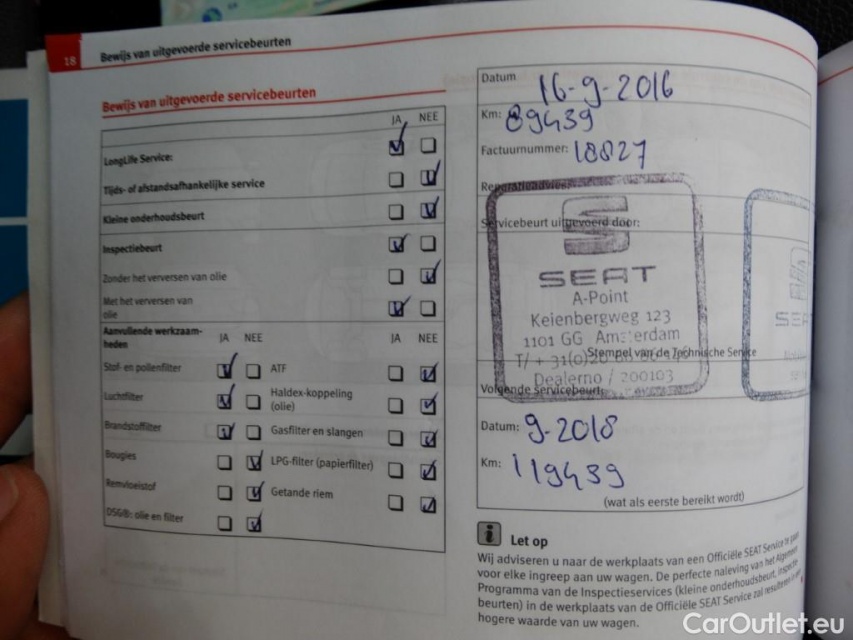 18 Bewijs van uitgevoerde servicebeurten
Bewijs van uitgevoerde servicebeurten
JA NEE
LongLife Service:
Tijds- of afstandsafhankelijke service
Kleine onderhoudsbeurt
Inspectiebeurt
Zonder het verversen van olie
Met het verversen van
olie
Aanvullende werkzaam-
heden
JA NEE
JA NEE
Stof- en pollenfilter
ATF
Luchtfilter
Haldex-koppeling
(olie)
Brandstoffilter
Gasfilter en slangen
Bougies
LPG-filter (papierfilter)
Remvloeistof
Getande riem
DSG®: olie en filter
Datum 16-9-2016
Km: 89439
Factuurnummer: 18827
Reparatieadvies:
Servicebeurt uitgevoerd door:
SEAT
A-Point
Keienbergweg 123
1101 GG Amsterdam
T/ + 31(0)20
Stempel van de Technische Service
Dealerno / 200103
Volgende servicebeurt:
Datum: 9-2018
Km: 119439
(wat als eerste bereikt wordt)
i Let op
Wij adviseren u naar de werkplaats van een Officiële SEAT Service te gaan
voor elke ingreep aan uw wagen. De perfecte naleving van het Algemeen
Programma van de Inspectieservices (kleine onderhoudsbeurt, inspectie-
beurten) in de werkplaats van de Officiële SEAT Service zal resulteren in een
hogere waarde van uw wagen.
CarOutlet.eu